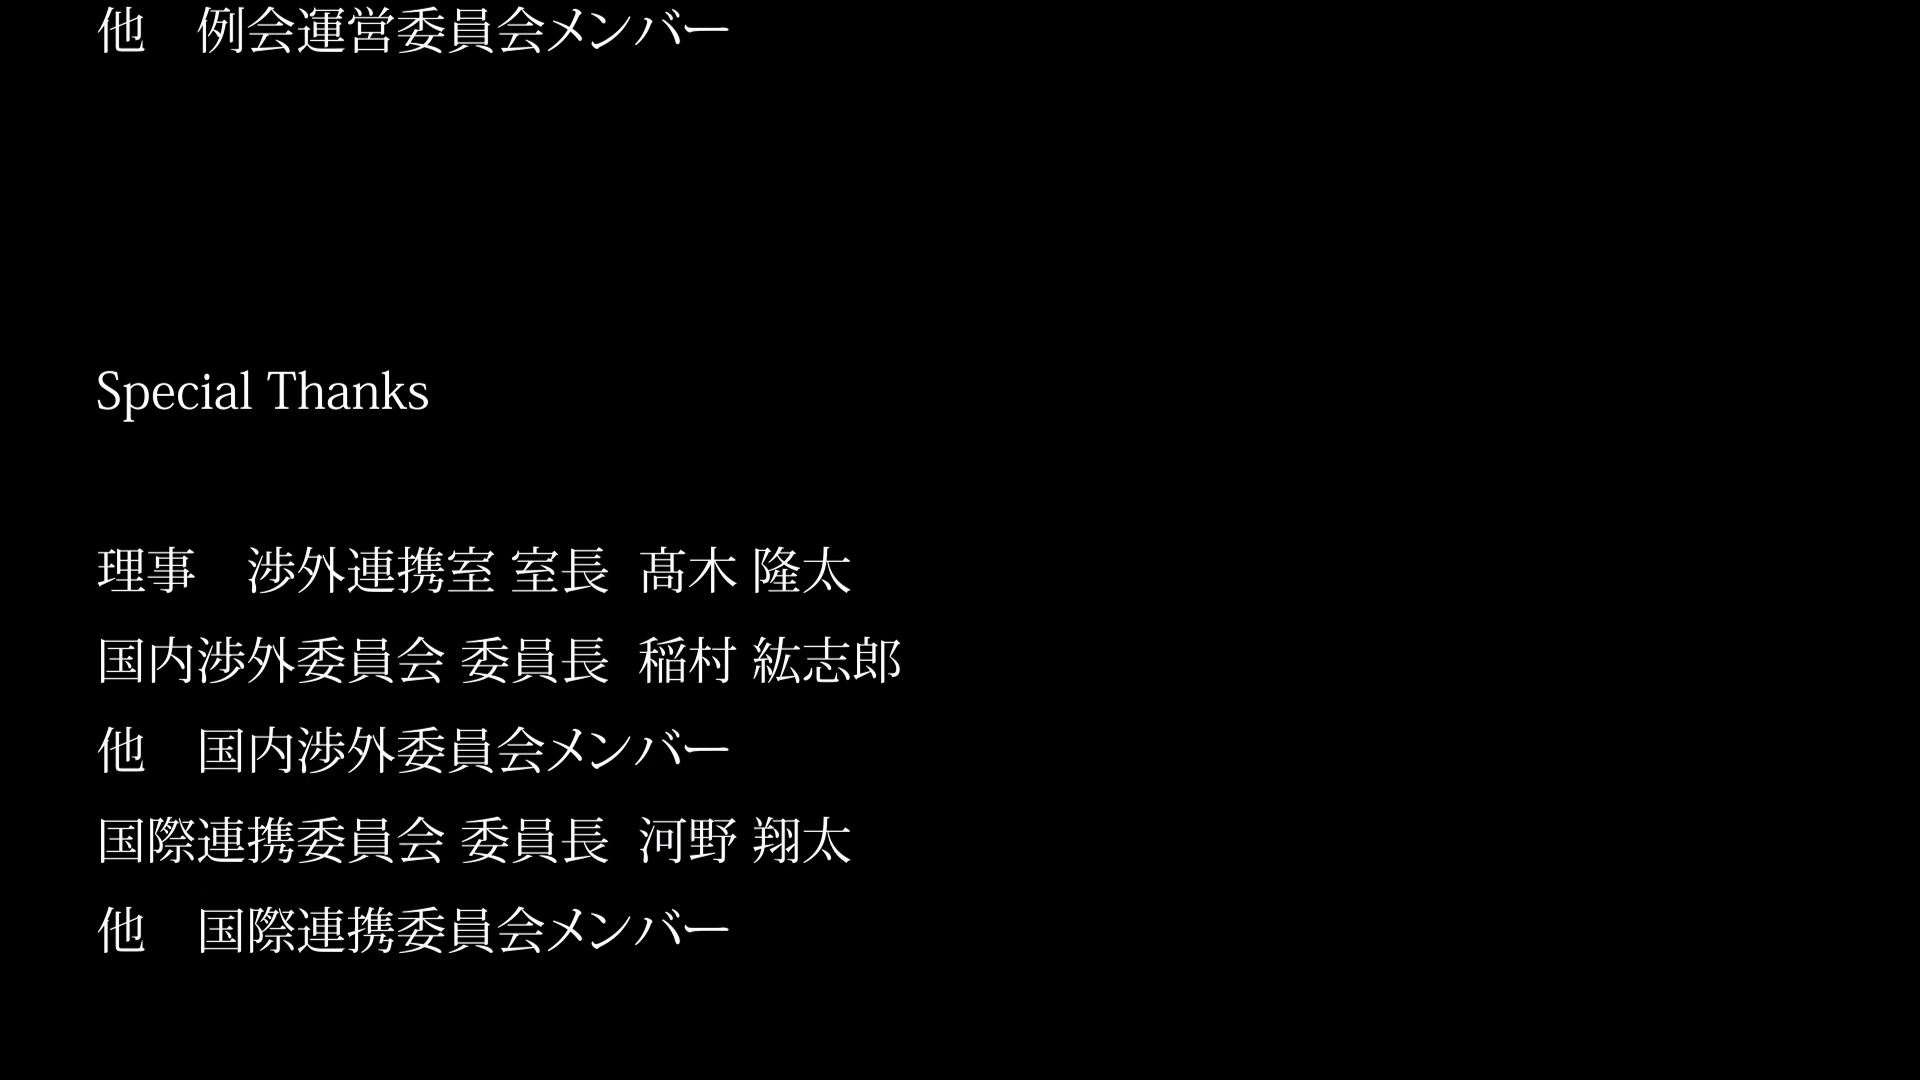 他　例会運営委員会メンバー
Special Thanks
理事　渉外連携室 室長  髙木 隆太
国内渉外委員会 委員長  稲村 紘志郎
他　国内渉外委員会メンバー
国際連携委員会 委員長  河野 翔太
他　国際連携委員会メンバー